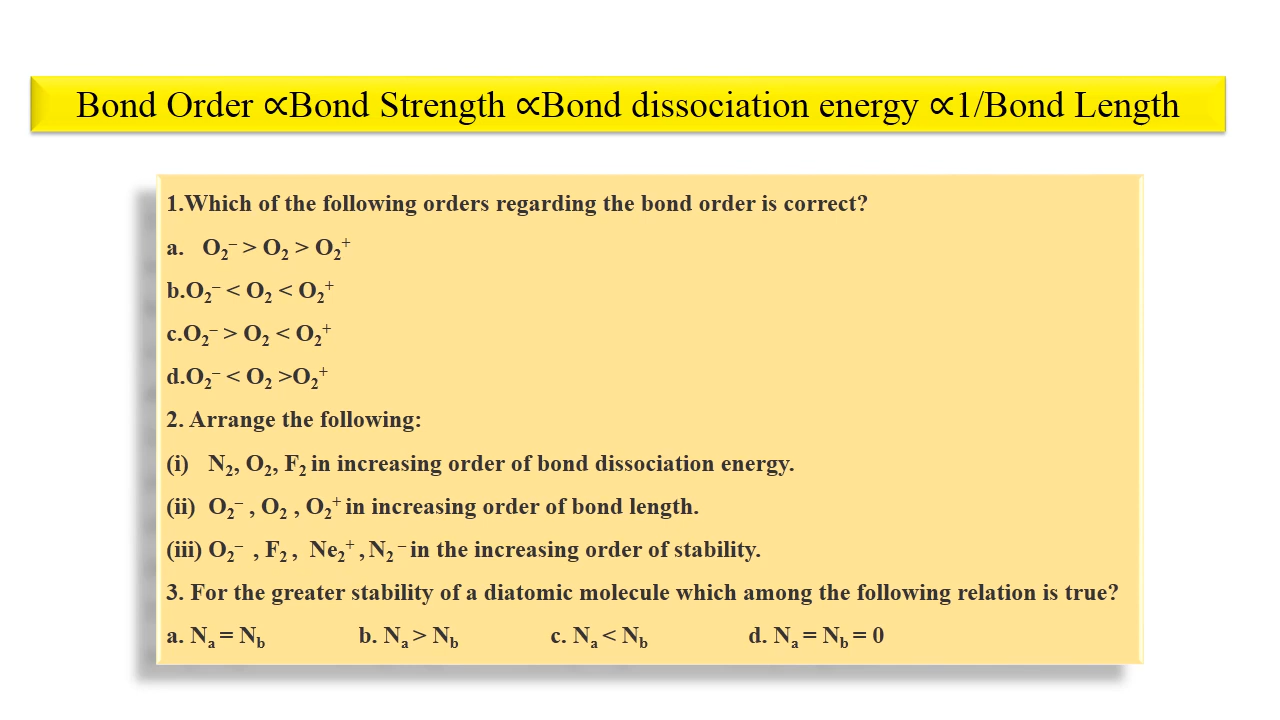 Bond Order ∝Bond Strength ∝Bond dissociation energy ∝1/Bond Length
1.Which of the following orders regarding the bond order is correct?
a. O₂⁻ > O₂ > O₂⁺
b.O₂⁻ < O₂ < O₂⁺
c.O₂⁻ > O₂ < O₂⁺
d.O₂⁻ < O₂ >O₂⁺
2. Arrange the following:
(i) N₂, O₂, F₂ in increasing order of bond dissociation energy.
(ii) O₂⁻ , O₂ , O₂⁺ in increasing order of bond length.
(iii) O₂⁻ , F₂ , Ne₂⁺ , N₂ ⁻ in the increasing order of stability.
3. For the greater stability of a diatomic molecule which among the following relation is true?
a. Nₐ = N_b b. Nₐ > N_b c. Nₐ < N_b d. Nₐ = N_b = 0